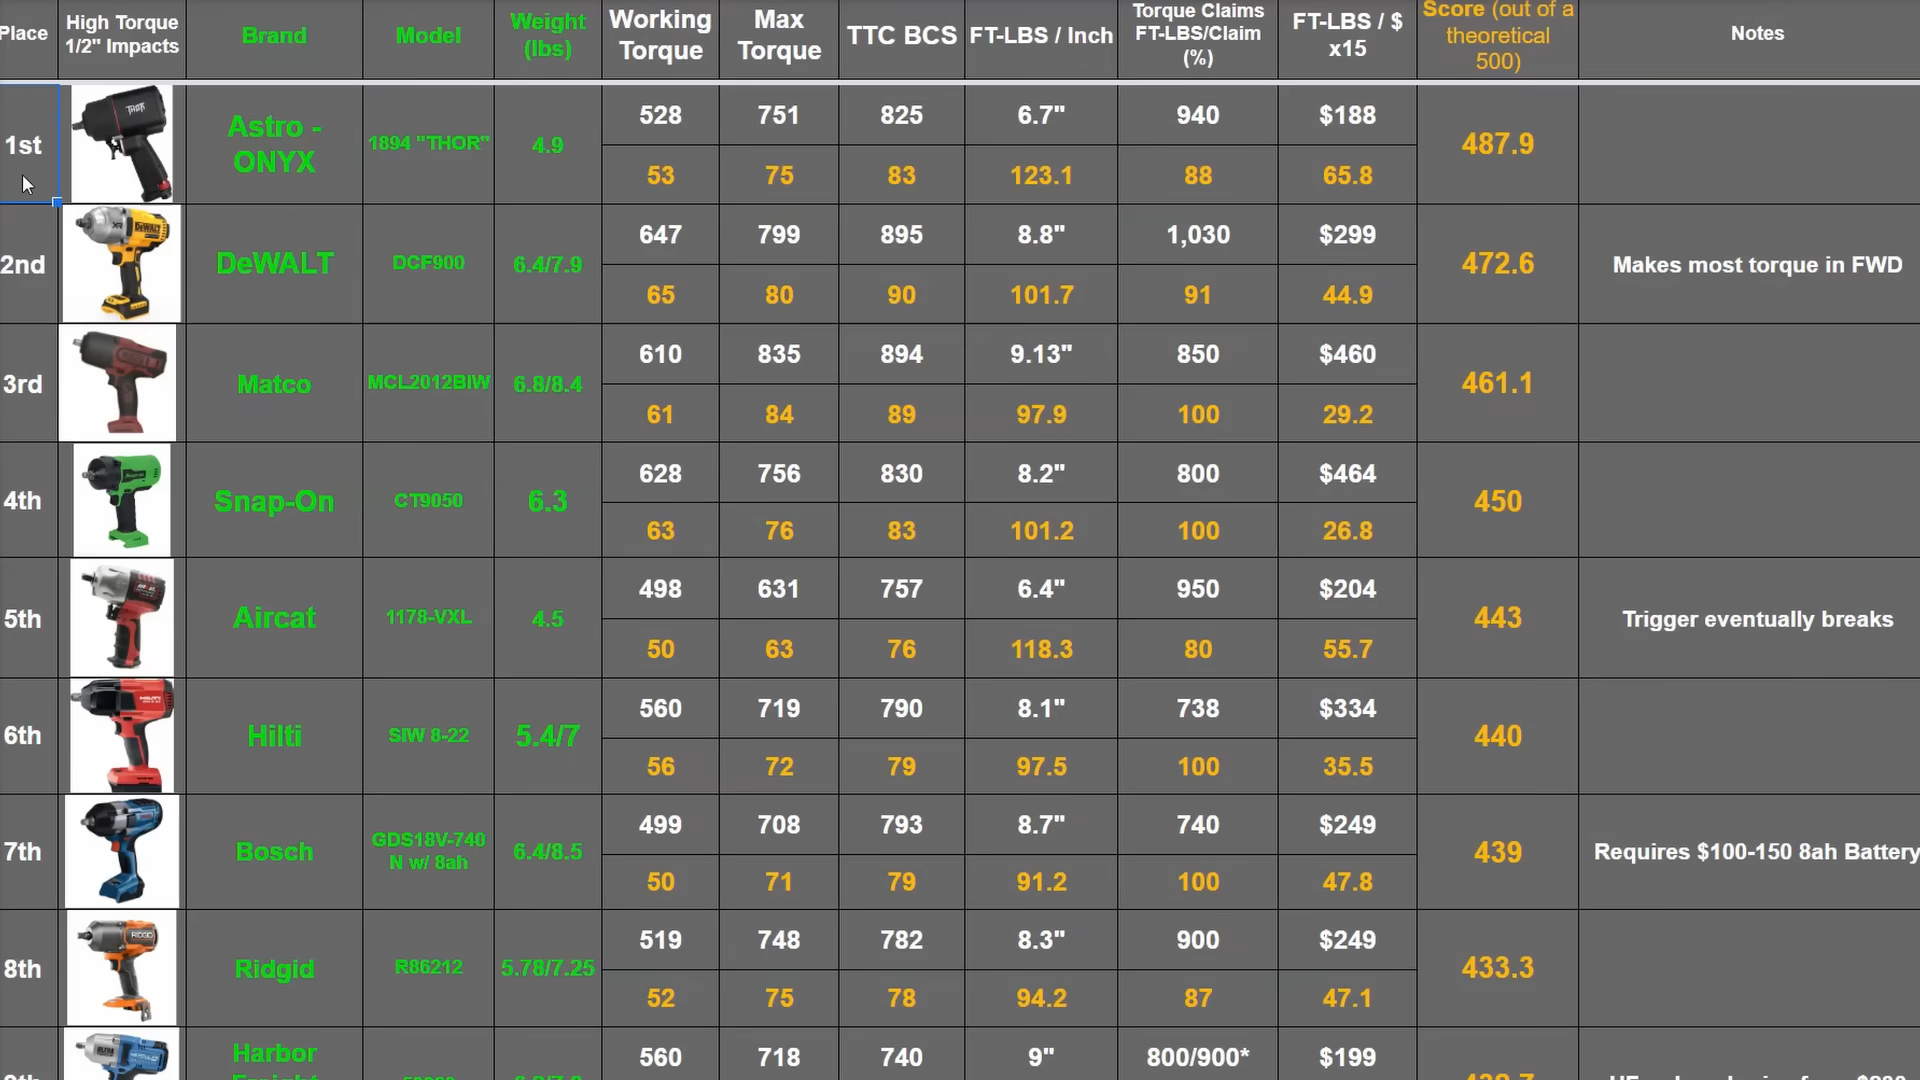 Place
High Torque
1/2" Impacts
Brand
Model
Weight
(lbs)
Working
Torque
Max
Torque
TTC BCS
FT-LBS / Inch
Torque Claims
FT-LBS/Claim
(%)
FT-LBS / $
x15
Score (out of a
theoretical
500)
Notes
1st
THOR
Astro -
ONYX
1894 "THOR"
4.9
528
751
825
6.7"
940
$188
53
75
83
123.1
88
65.8
487.9
2nd
XR
DEWALT
DeWALT
DCF900
6.4/7.9
647
799
895
8.8"
1,030
$299
65
80
90
101.7
91
44.9
472.6
Makes most torque in FWD
3rd
Matco
MCL2012BIW
6.8/8.4
610
835
894
9.13"
850
$460
61
84
89
97.9
100
29.2
461.1
4th
Snap-On
CT9050
6.3
628
756
830
8.2"
800
$464
63
76
83
101.2
100
26.8
450
5th
Aircat
1178-VXL
4.5
498
631
757
6.4"
950
$204
50
63
76
118.3
80
55.7
443
Trigger eventually breaks
6th
HILTI
Hilti
SIW 8-22
5.4/7
560
719
790
8.1"
738
$334
56
72
79
97.5
100
35.5
440
7th
Bosch
GDS18V-740
N w/ 8ah
6.4/8.5
499
708
793
8.7"
740
$249
50
71
79
91.2
100
47.8
439
Requires $100-150 8ah Battery
8th
RIDGID
Ridgid
R86212
5.78/7.25
519
748
782
8.3"
900
$249
52
75
78
94.2
87
47.1
433.3
HERCULES
Harbor
560
718
740
9"
800/900*
$199